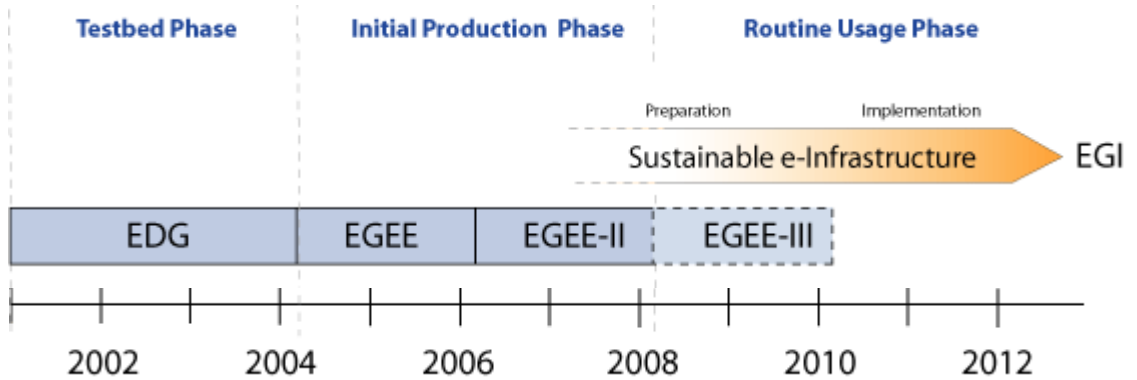 Testbed Phase
Initial Production Phase
Routine Usage Phase
Preparation
Implementation
Sustainable e-Infrastructure
EGI
EDG
EGEE
EGEE-II
EGEE-III
2002
2004
2006
2008
2010
2012